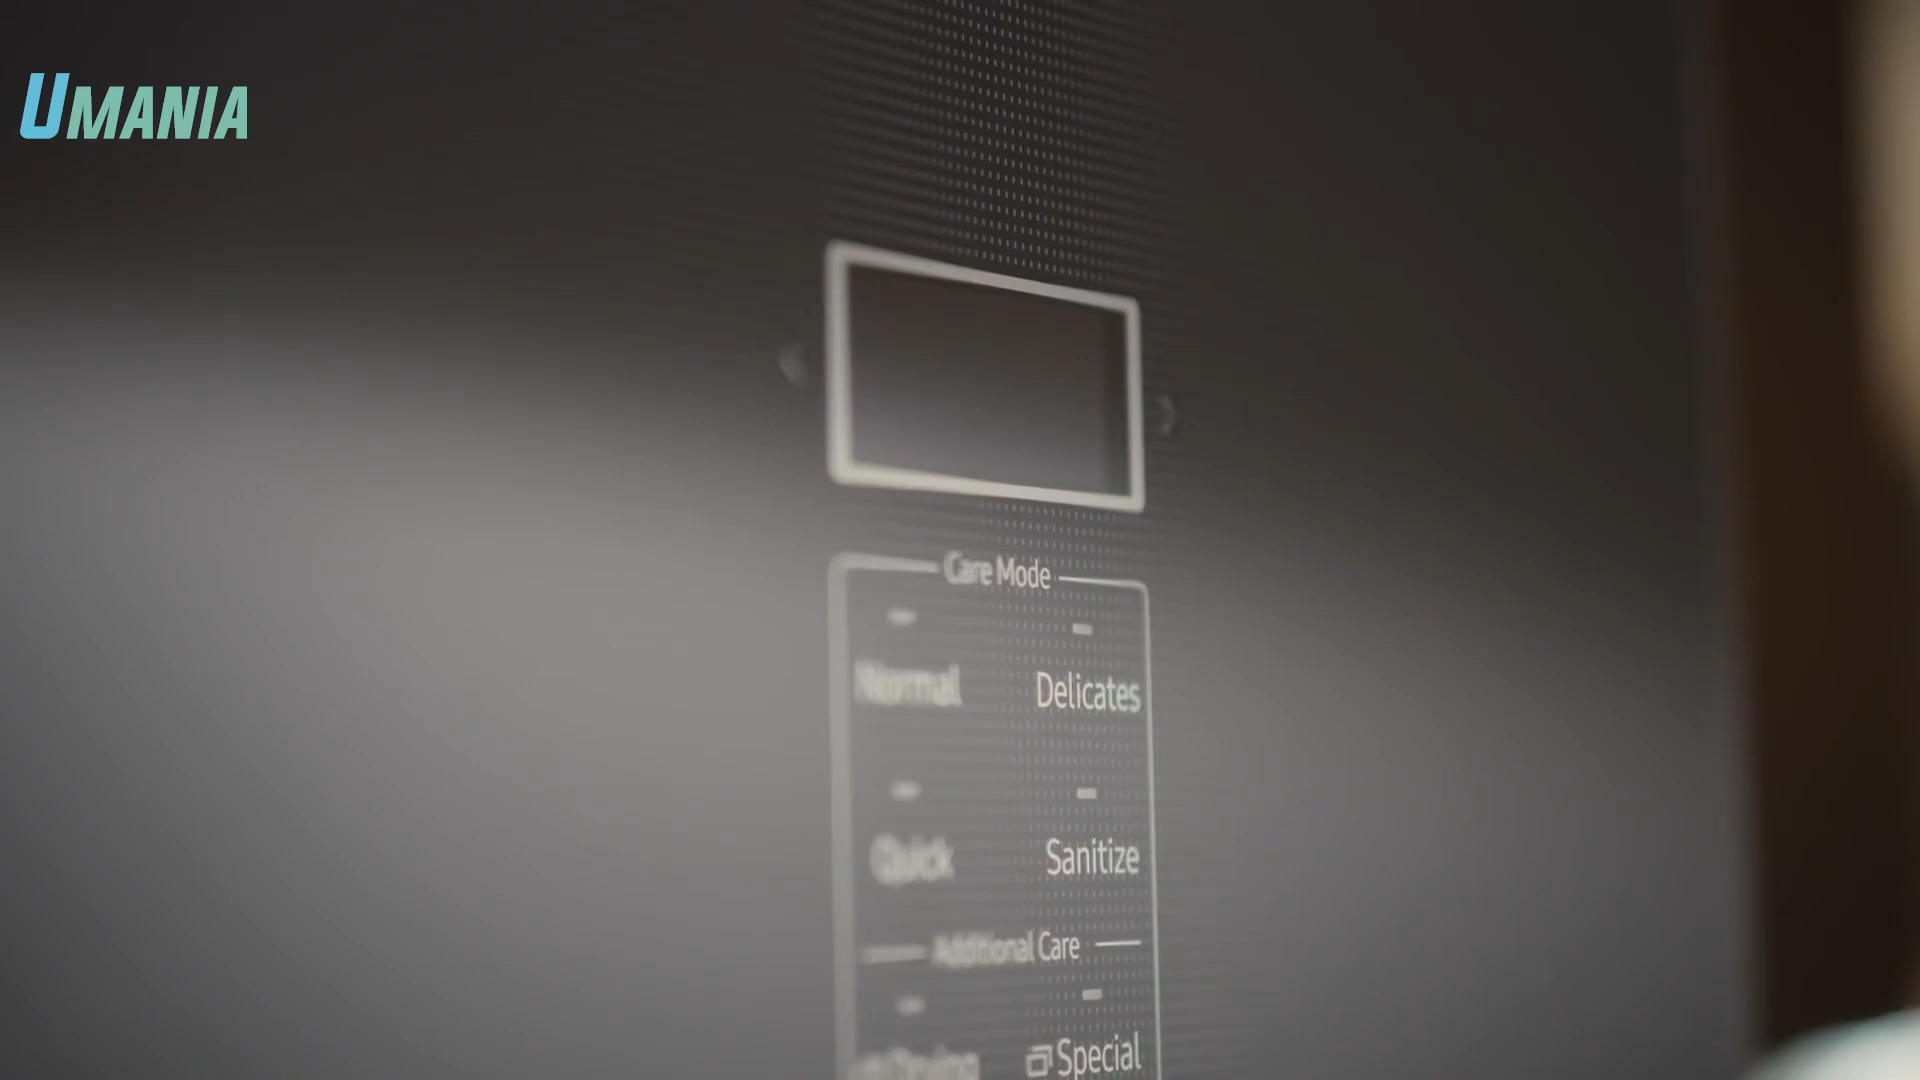 UMANIA
Care Mode
Normal Delicates
Quick Sanitize
Additional Care
Special